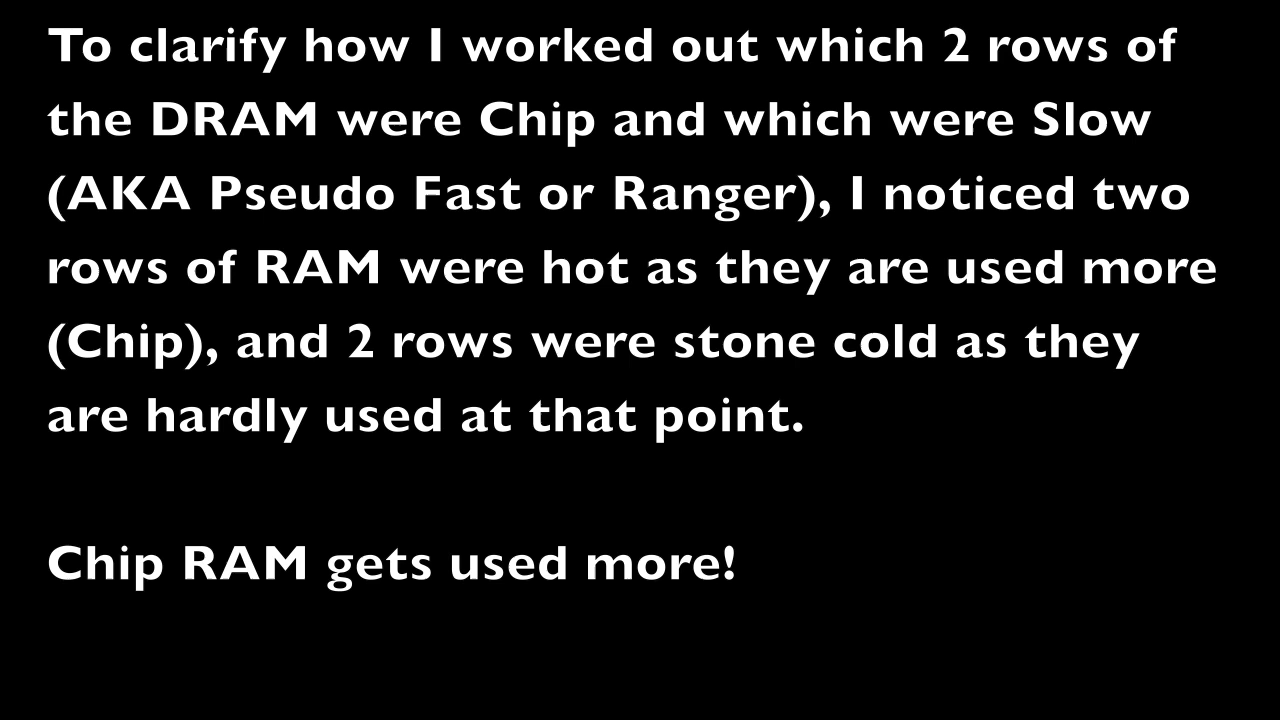 To clarify how I worked out which 2 rows of
the DRAM were Chip and which were Slow
(AKA Pseudo Fast or Ranger), I noticed two
rows of RAM were hot as they are used more
(Chip), and 2 rows were stone cold as they
are hardly used at that point.
Chip RAM gets used more!